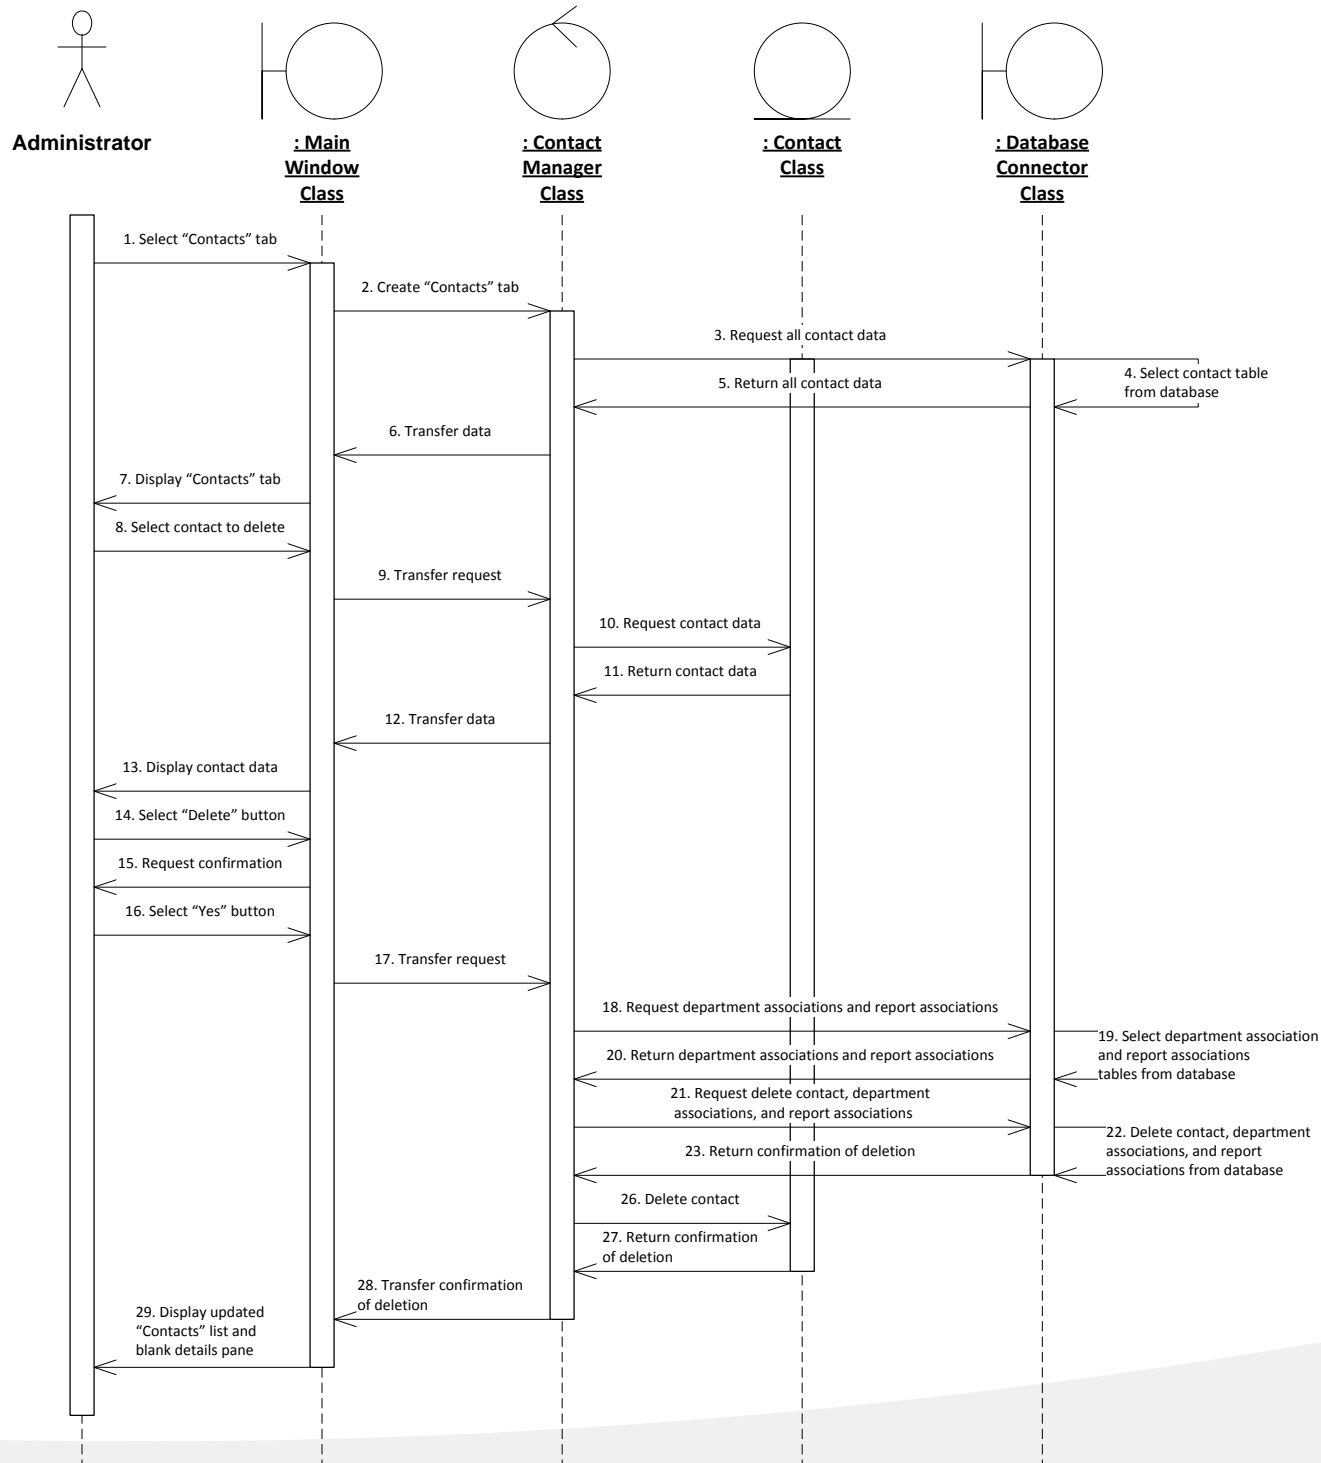 Administrator
: Main
Window
Class
: Contact
Manager
Class
: Contact
Class
: Database
Connector
Class
1. Select “Contacts” tab
2. Create “Contacts” tab
3. Request all contact data
4. Select contact table
from database
5. Return all contact data
6. Transfer data
7. Display “Contacts” tab
8. Select contact to delete
9. Transfer request
10. Request contact data
11. Return contact data
12. Transfer data
13. Display contact data
14. Select “Delete” button
15. Request confirmation
16. Select “Yes” button
17. Transfer request
18. Request department associations and report associations
19. Select department association
and report associations
tables from database
20. Return department associations and report associations
21. Request delete contact, department
associations, and report associations
22. Delete contact, department
associations, and report
associations from database
23. Return confirmation of deletion
26. Delete contact
27. Return confirmation
of deletion
28. Transfer confirmation
of deletion
29. Display updated
“Contacts” list and
blank details pane